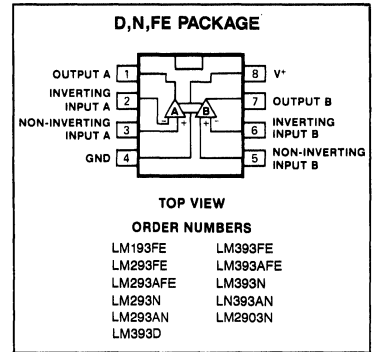 D,N,FE PACKAGE
OUTPUT A 1
8 V+
INVERTING
INPUT A 2
7 OUTPUT B
NON-INVERTING
INPUT A 3
6 INVERTING
INPUT B
GND 4
5 NON-INVERTING
INPUT B
A
B
- + + -
TOP VIEW
ORDER NUMBERS
LM193FE LM393FE
LM293FE LM393AFE
LM293AFE LM393N
LM293N LN393AN
LM293AN LM2903N
LM393D